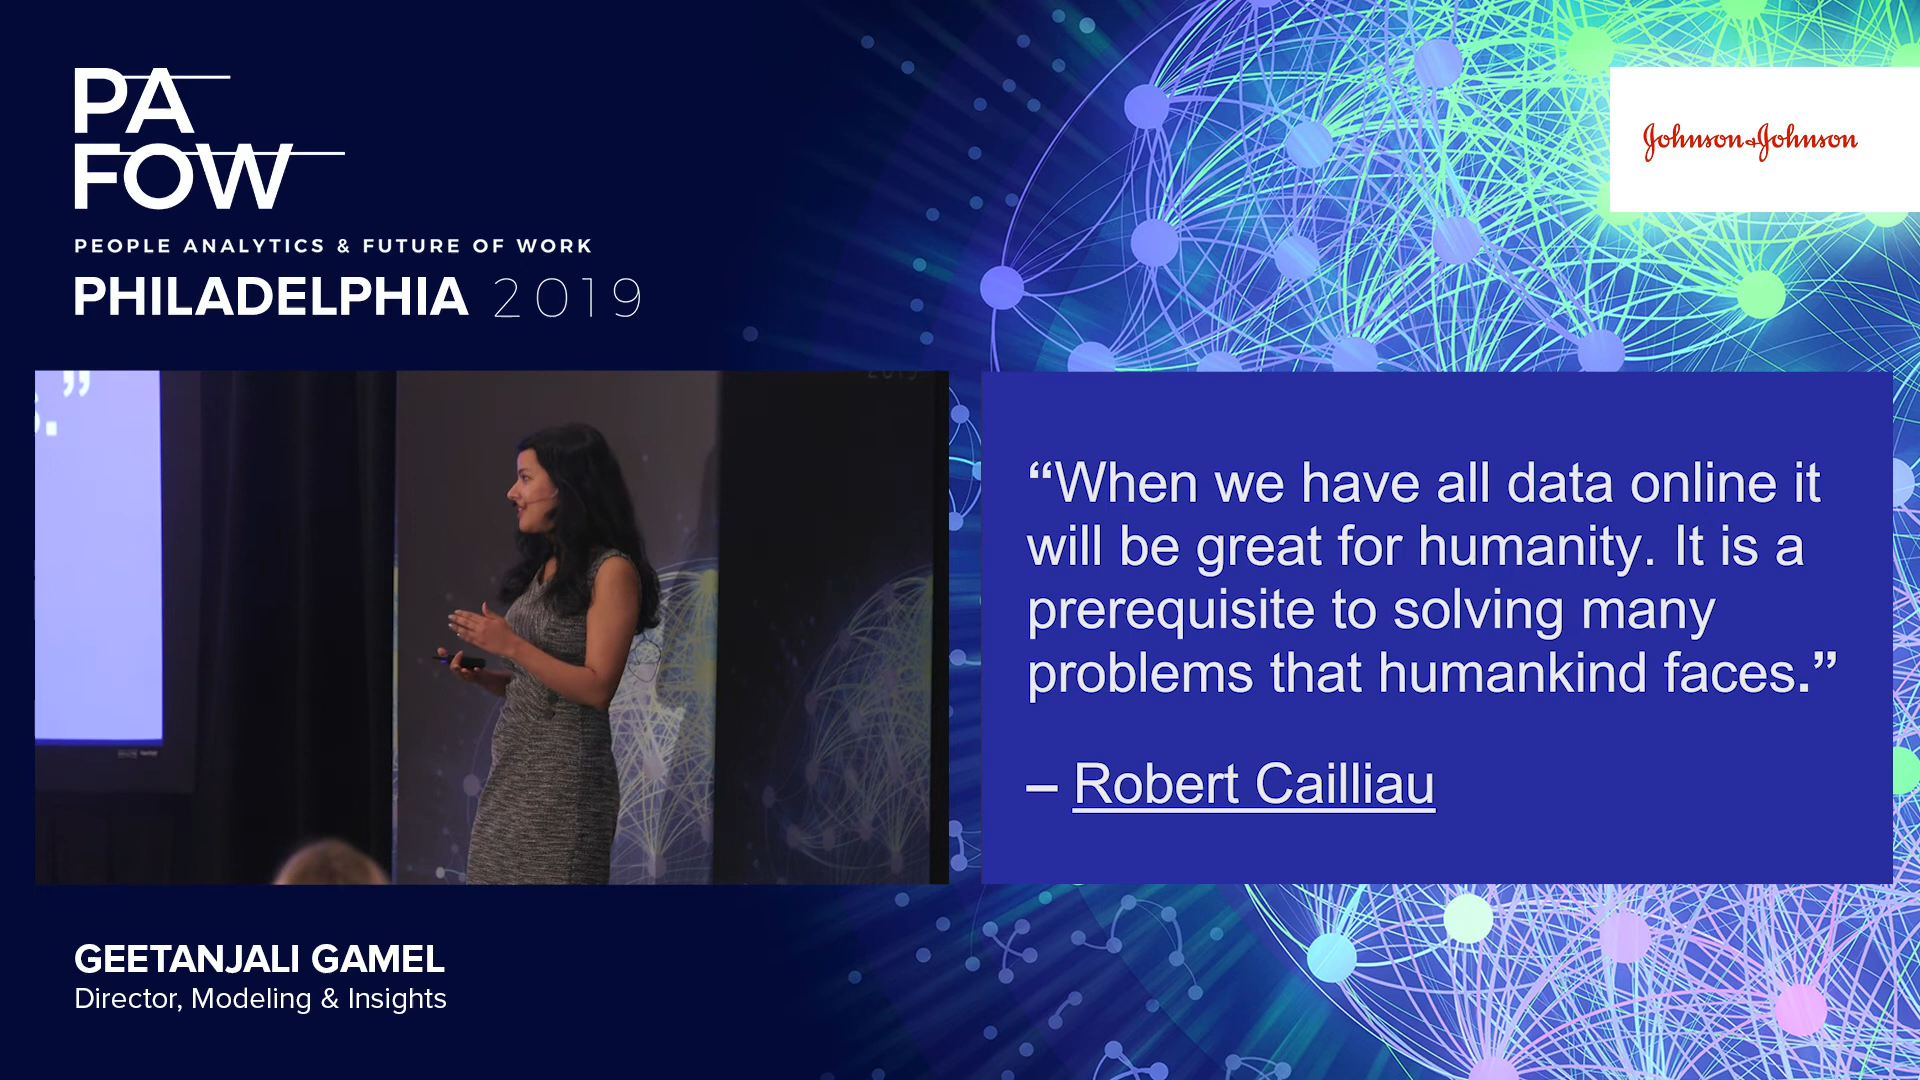 PA
FOW
PEOPLE ANALYTICS & FUTURE OF WORK
PHILADELPHIA 2019
Johnson & Johnson
s.”
2019
“When we have all data online it
will be great for humanity. It is a
prerequisite to solving many
problems that humankind faces.”
– Robert Cailliau
GEETANJALI GAMEL
Director, Modeling & Insights